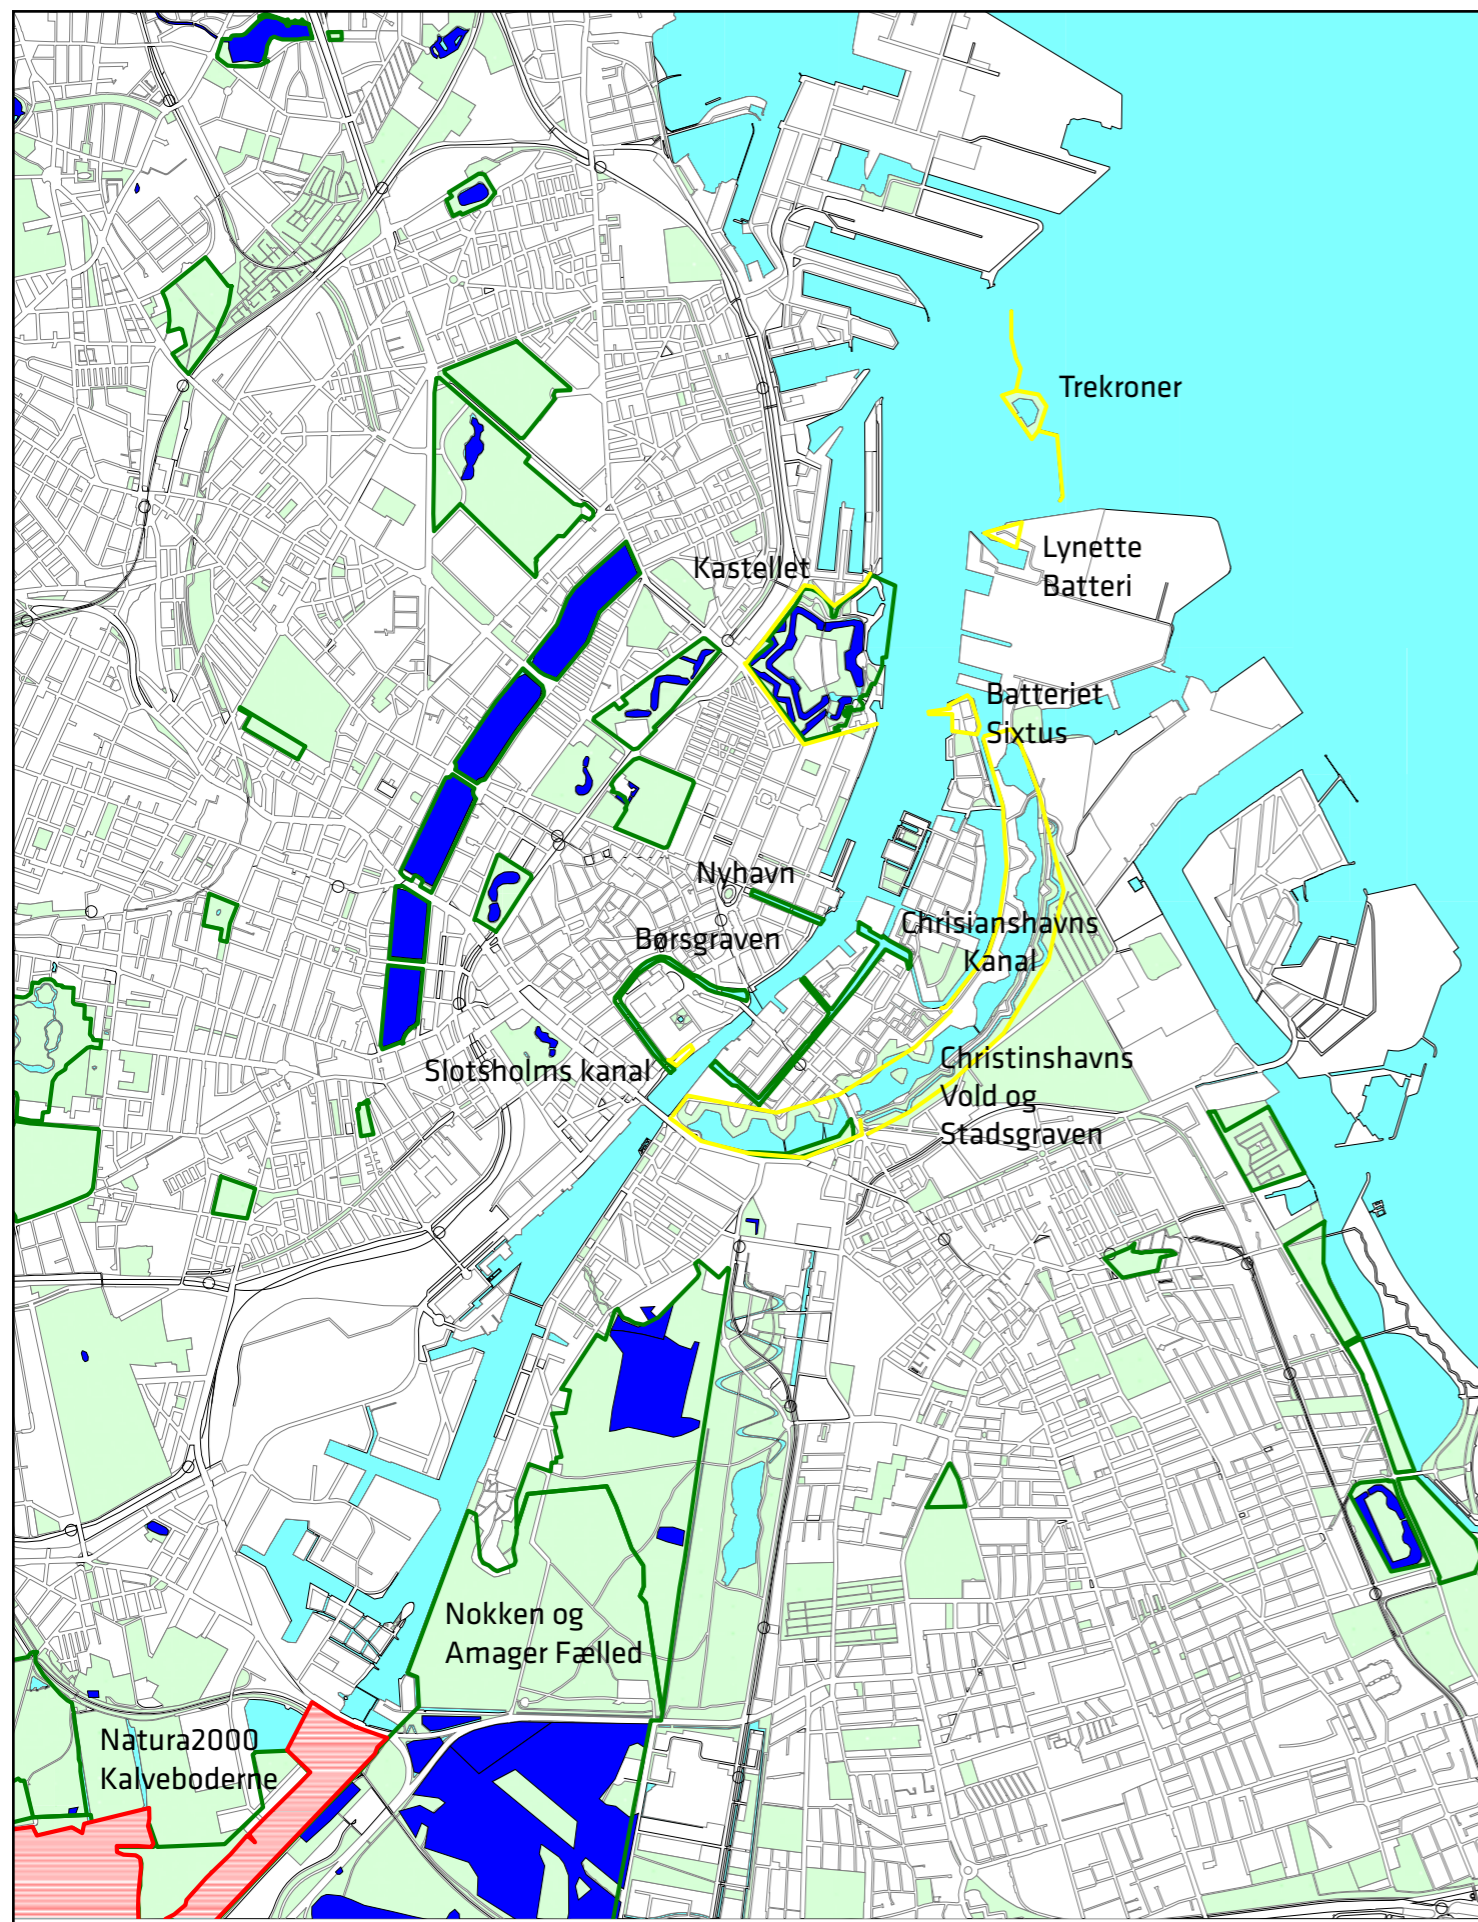 Trekroner
Lynette
Batteri
Kastellet
Batteriet
Sixtus
Nyhavn
Børsgraven
Chrisianshavns
Kanal
Slotsholms kanal
Christinshavns
Vold og
Stadsgraven
Nokken og
Amager Fælled
Natura2000
Kalveboderne